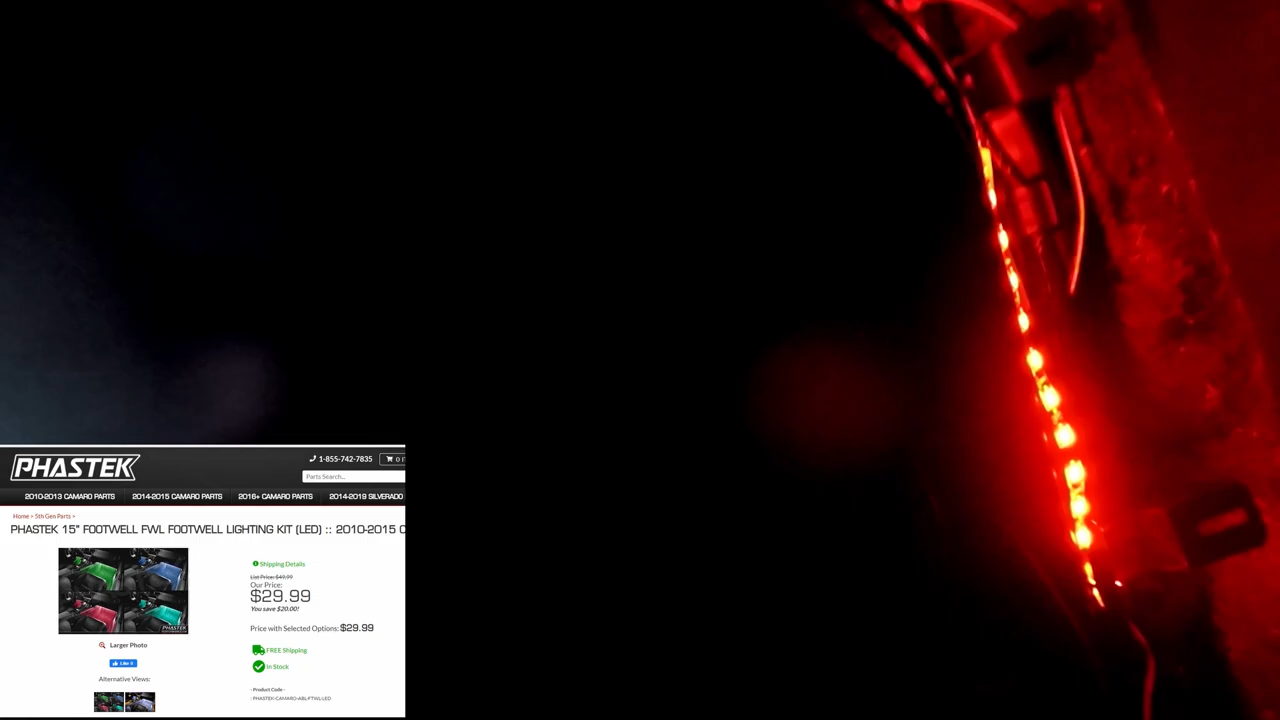 PHASTEK
1-855-742-7835
0
Parts Search...
2010-2013 CAMARO PARTS
2014-2015 CAMARO PARTS
2016+ CAMARO PARTS
2014-2019 SILVERADO
Home > 5th Gen Parts >
PHASTEK 15" FOOTWELL FWL FOOTWELL LIGHTING KIT (LED) :: 2010-2015 C
Shipping Details
List Price: $49.99
Our Price:
$29.99
You save $20.00!
Price with Selected Options: $29.99
PHASTEK
Larger Photo
FREE Shipping
Like 0
In Stock
Alternative Views:
- Product Code -
: PHASTEK-CAMARO-ABL-FTWL-LED